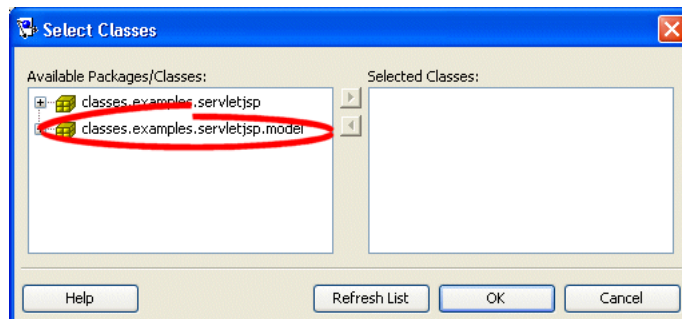 Select Classes
Available Packages/Classes:
Selected Classes:
classes.examples.servletjsp
classes.examples.servletjsp.model
Help
Refresh List
OK
Cancel